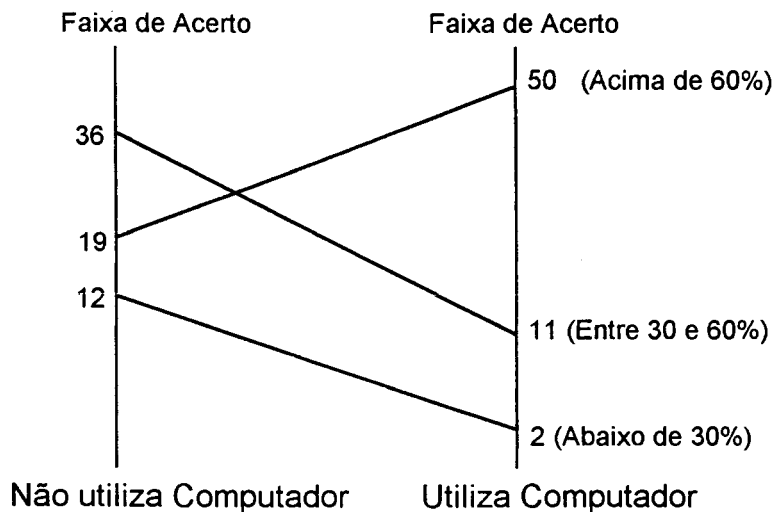 Faixa de Acerto
Faixa de Acerto
50 (Acima de 60%)
36
19
12
11 (Entre 30 e 60%)
2 (Abaixo de 30%)
Não utiliza Computador
Utiliza Computador